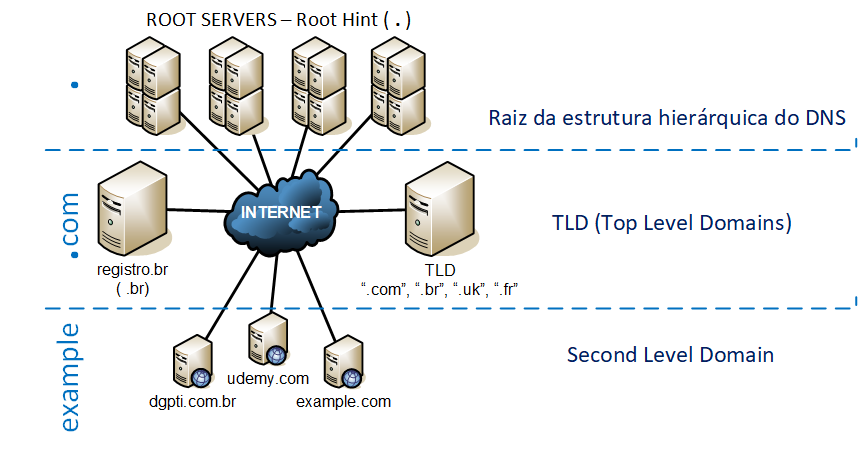 ROOT SERVERS – Root Hint ( . )
.
Raiz da estrutura hierárquica do DNS
.com
INTERNET
TLD (Top Level Domains)
registro.br
( .br)
TLD
“.com”, “.br”, “.uk”, “.fr”
example
Second Level Domain
udemy.com
dgpti.com.br
example.com